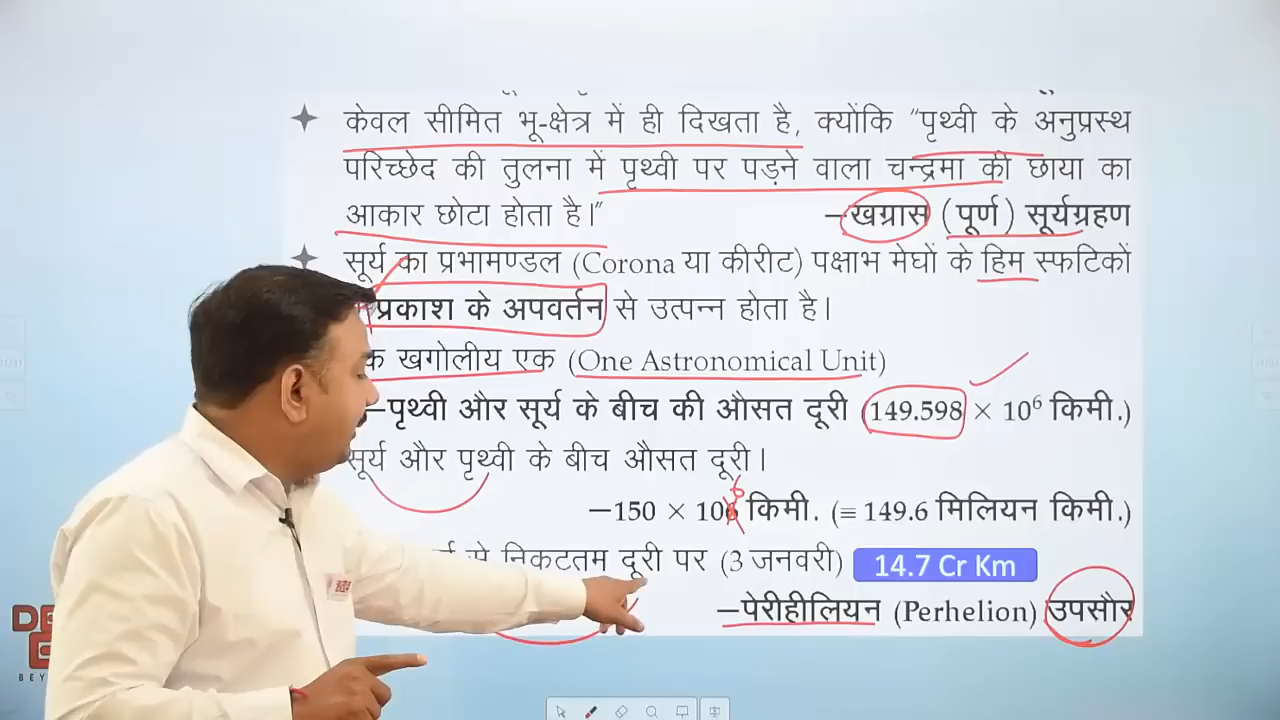 केवल सीमित भू-क्षेत्र में ही दिखता है, क्योंकि "पृथ्वी के अनुप्रस्थ
परिच्छेद की तुलना में पृथ्वी पर पड़ने वाला चन्द्रमा की छाया का
आकार छोटा होता है।" –खग्रास (पूर्ण) सूर्यग्रहण
सूर्य का प्रभामण्डल (Corona या कीरीट) पक्षाभ मेघों के हिम स्फटिकों
प्रकाश के अपवर्तन से उत्पन्न होता है।
खगोलीय एक (One Astronomical Unit)
–पृथ्वी और सूर्य के बीच की औसत दूरी (149.598 × 10⁶ किमी.)
सूर्य और पृथ्वी के बीच औसत दूरी।
–150 × 106 किमी. (≡ 149.6 मिलियन किमी.)
6
से निकटतम दूरी पर (3 जनवरी) 14.7 Cr Km
–पेरीहीलियन (Perhelion) उपसौर